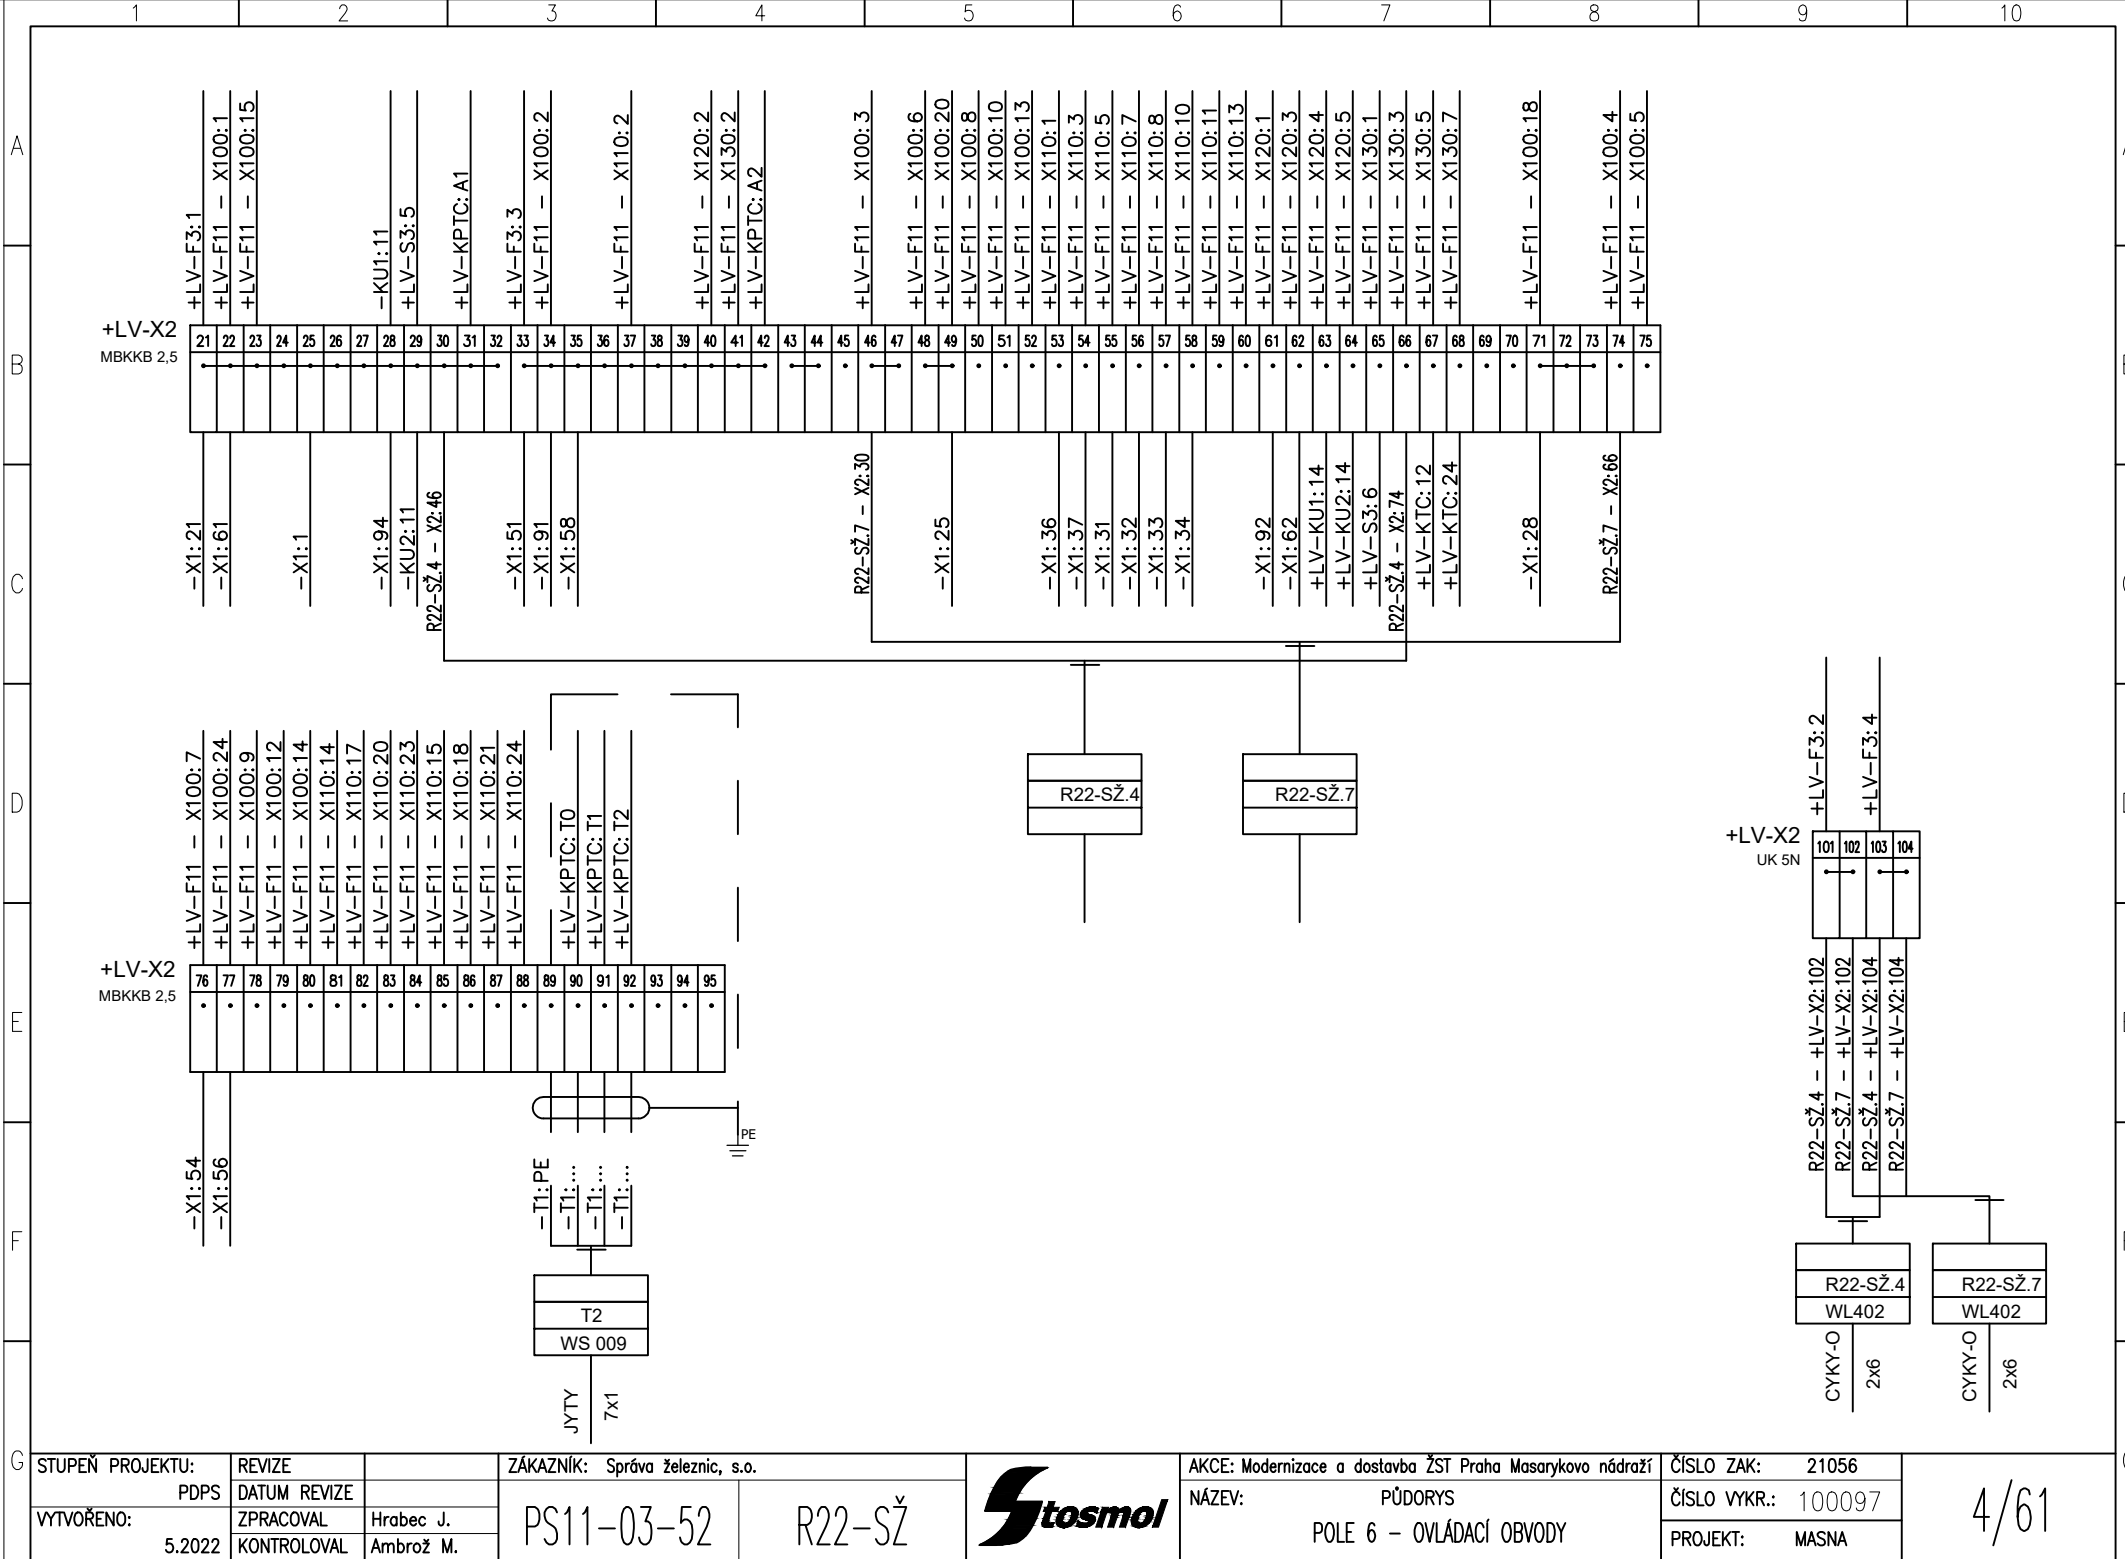 1 2 3 4 5 6 7 8 9 10
A
B
C
D
E
F
G
+LV-F3:1
+LV-F11 - X100:1
+LV-F11 - X100:15
-KU1:11
+LV-S3:5
+LV-KPTC:A1
+LV-F3:3
+LV-F11 - X100:2
+LV-F11 - X110:2
+LV-F11 - X120:2
+LV-F11 - X130:2
+LV-KPTC:A2
+LV-F11 - X100:3
+LV-F11 - X100:6
+LV-F11 - X100:20
+LV-F11 - X100:8
+LV-F11 - X100:10
+LV-F11 - X100:13
+LV-F11 - X110:1
+LV-F11 - X110:3
+LV-F11 - X110:5
+LV-F11 - X110:7
+LV-F11 - X110:8
+LV-F11 - X110:10
+LV-F11 - X110:11
+LV-F11 - X110:13
+LV-F11 - X120:1
+LV-F11 - X120:3
+LV-F11 - X120:4
+LV-F11 - X120:5
+LV-F11 - X130:1
+LV-F11 - X130:3
+LV-F11 - X130:5
+LV-F11 - X130:7
+LV-F11 - X100:18
+LV-F11 - X100:4
+LV-F11 - X100:5
+LV-X2
MBKKB 2,5
21 22 23 24 25 26 27 28 29 30 31 32 33 34 35 36 37 38 39 40 41 42 43 44 45 46 47 48 49 50 51 52 53 54 55 56 57 58 59 60 61 62 63 64 65 66 67 68 69 70 71 72 73 74 75
-X1:21
-X1:61
-X1:1
-X1:94
-KU2:11
R22-SŽ.4 - X2:46
-X1:51
-X1:91
-X1:58
R22-SŽ.7 - X2:30
-X1:25
-X1:36
-X1:37
-X1:31
-X1:32
-X1:33
-X1:34
-X1:92
-X1:62
+LV-KU1:14
+LV-KU2:14
+LV-S3:6
R22-SŽ.4 - X2:74
+LV-KTC:12
+LV-KTC:24
-X1:28
R22-SŽ.7 - X2:66
R22-SŽ.4
R22-SŽ.7
+LV-F11 - X100:7
+LV-F11 - X100:24
+LV-F11 - X100:9
+LV-F11 - X100:12
+LV-F11 - X100:14
+LV-F11 - X110:14
+LV-F11 - X110:17
+LV-F11 - X110:20
+LV-F11 - X110:23
+LV-F11 - X110:15
+LV-F11 - X110:18
+LV-F11 - X110:21
+LV-F11 - X110:24
+LV-KPTC:T0
+LV-KPTC:T1
+LV-KPTC:T2
+LV-X2
MBKKB 2,5
76 77 78 79 80 81 82 83 84 85 86 87 88 89 90 91 92 93 94 95
PE
-X1:54
-X1:56
-T1:PE
-T1:...
-T1:...
-T1:...
T2
WS 009
JYTY
7x1
+LV-F3:2
+LV-F3:4
+LV-X2
UK 5N
101 102 103 104
R22-SŽ.4 - +LV-X2:102
R22-SŽ.7 - +LV-X2:102
R22-SŽ.4 - +LV-X2:104
R22-SŽ.7 - +LV-X2:104
R22-SŽ.4
WL402
CYKY-O
2x6
R22-SŽ.7
WL402
CYKY-O
2x6
STUPEŇ PROJEKTU:
PDPS
VYTVOŘENO:
5.2022
REVIZE
DATUM REVIZE
ZPRACOVAL Hrabec J.
KONTROLOVAL Ambrož M.
ZÁKAZNÍK: Správa železnic, s.o.
PS11-03-52
R22-SŽ
Stosmol
AKCE: Modernizace a dostavba ŽST Praha Masarykovo nádraží
NÁZEV: PŮDORYS
POLE 6 - OVLÁDACÍ OBVODY
ČÍSLO ZAK: 21056
ČÍSLO VYKR.: 100097
PROJEKT: MASNA
4/61